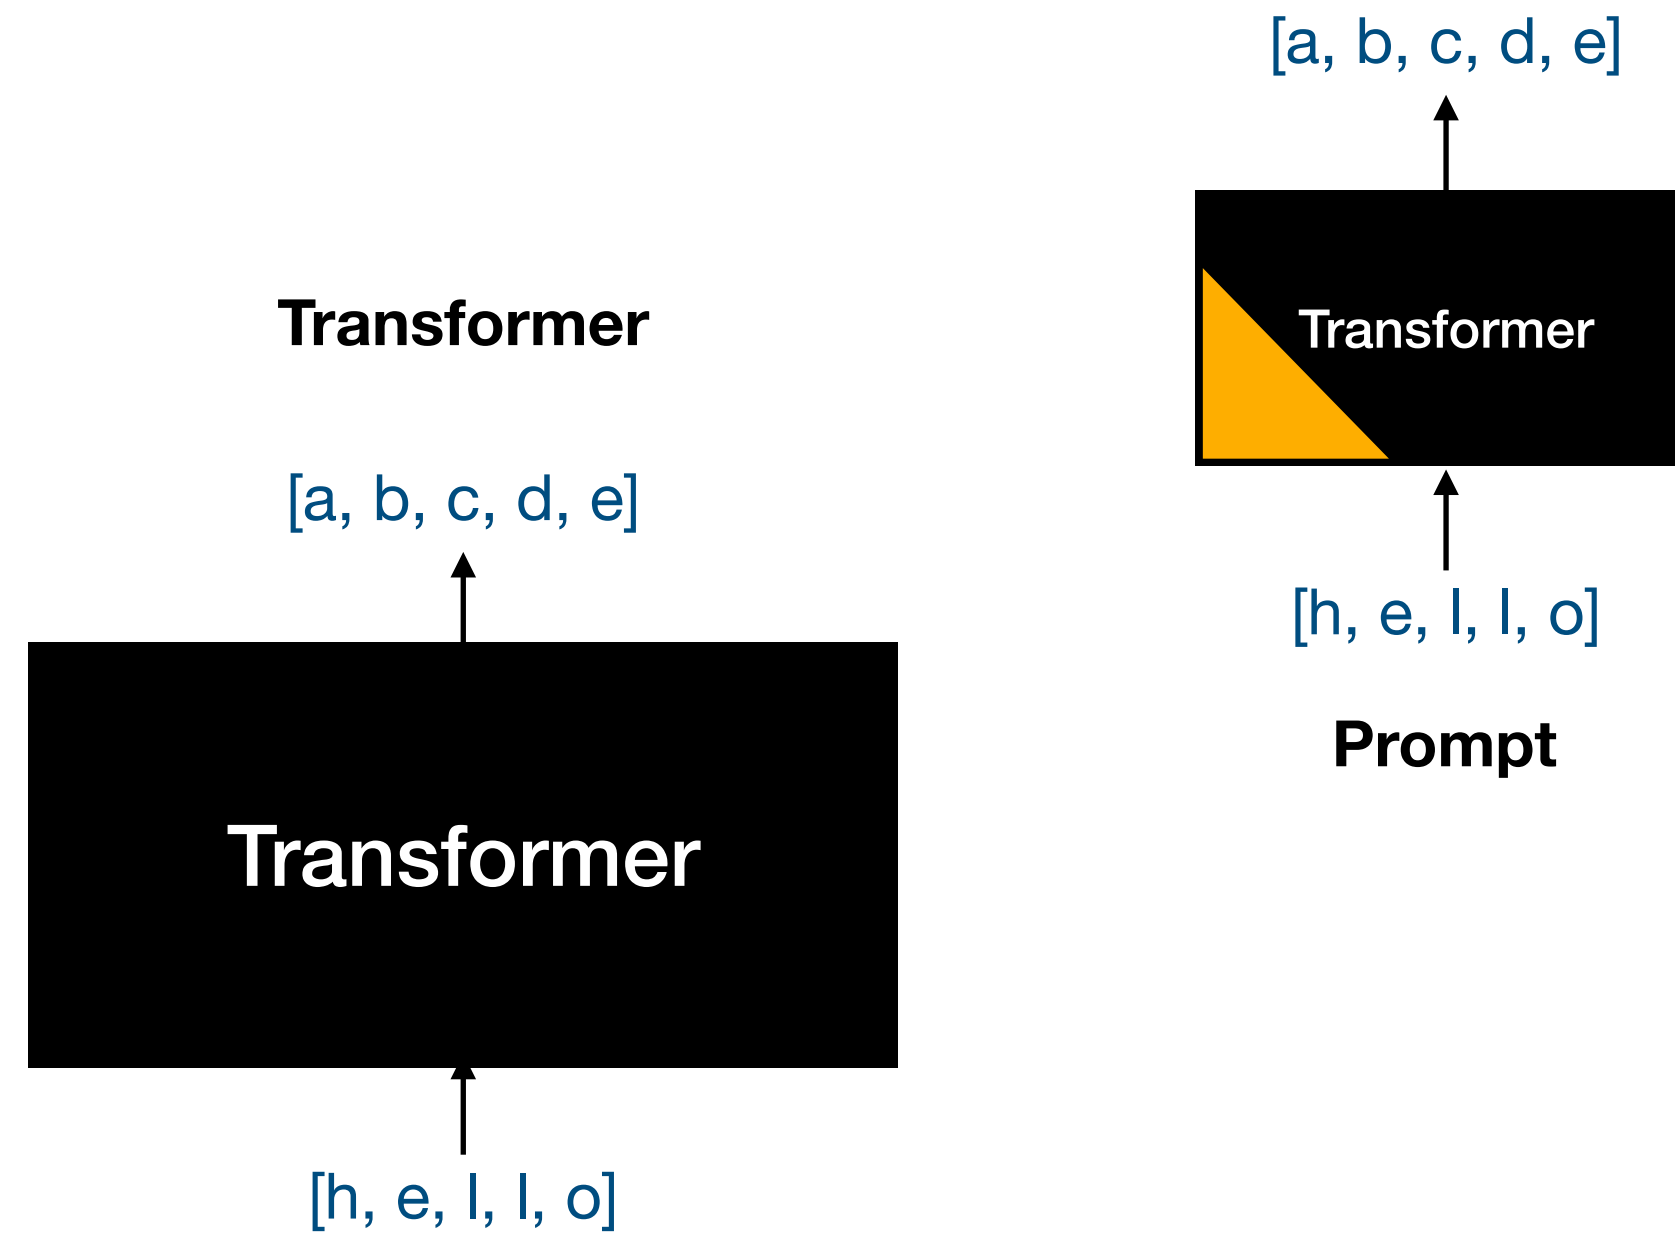 Transformer
[a, b, c, d, e]
Transformer
[h, e, l, l, o]
[a, b, c, d, e]
Transformer
[h, e, l, l, o]
Prompt